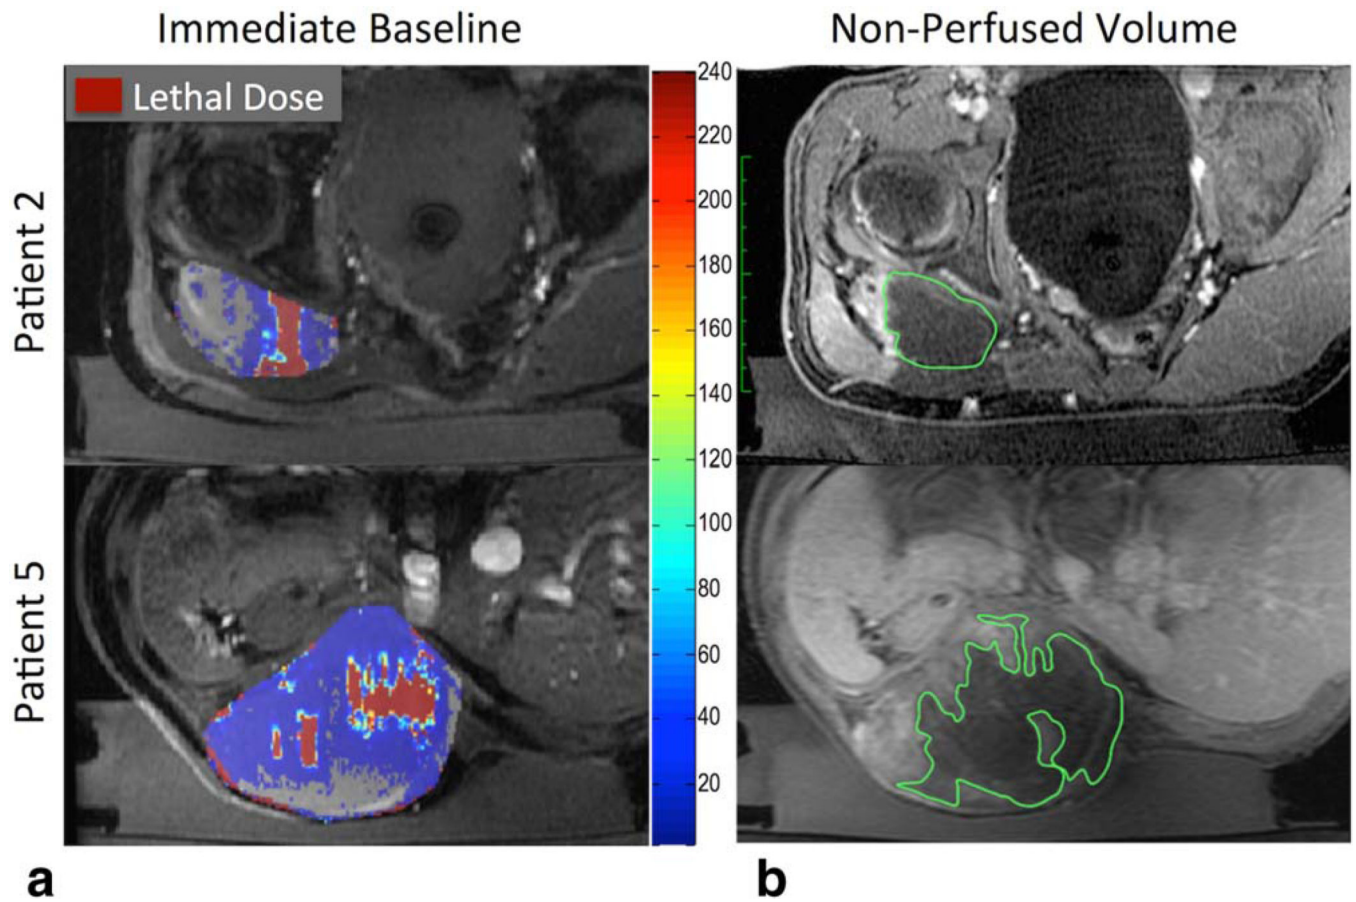 Immediate Baseline
Non-Perfused Volume
Lethal Dose
Patient 2
Patient 5
240
220
200
180
160
140
120
100
80
60
40
20
a
b